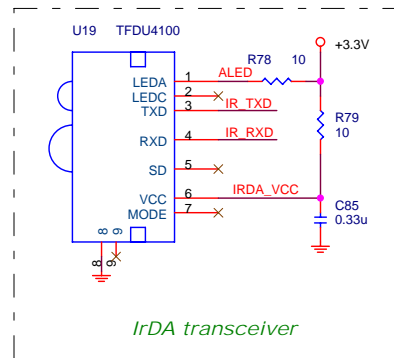 U19 TFDU4100
R78 10
+3.3V
LEDA 1 ALED
LEDC 2
TXD 3 IR_TXD
R79
10
RXD 4 IR_RXD
SD 5
VCC 6 IRDA_VCC
MODE 7
C85
0.33u
8 9
8 9
IrDA transceiver